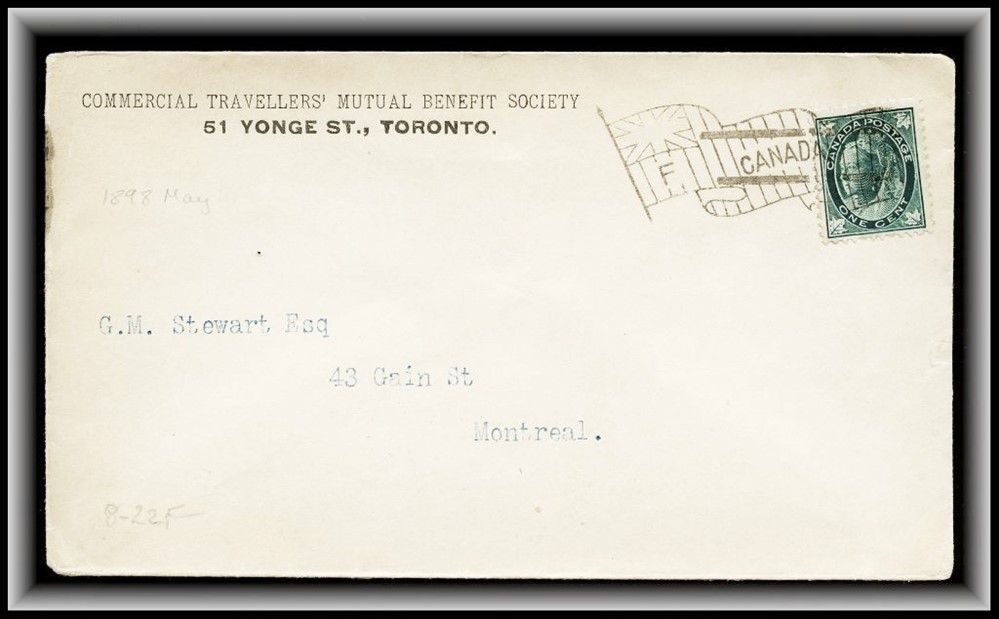 COMMERCIAL TRAVELLERS' MUTUAL BENEFIT SOCIETY
51 YONGE ST., TORONTO.
F
CANADA
CANADA POSTAGE
ONE CENT
1898 May
G.M. Stewart Esq
43 Gain St
Montreal.
8-22F